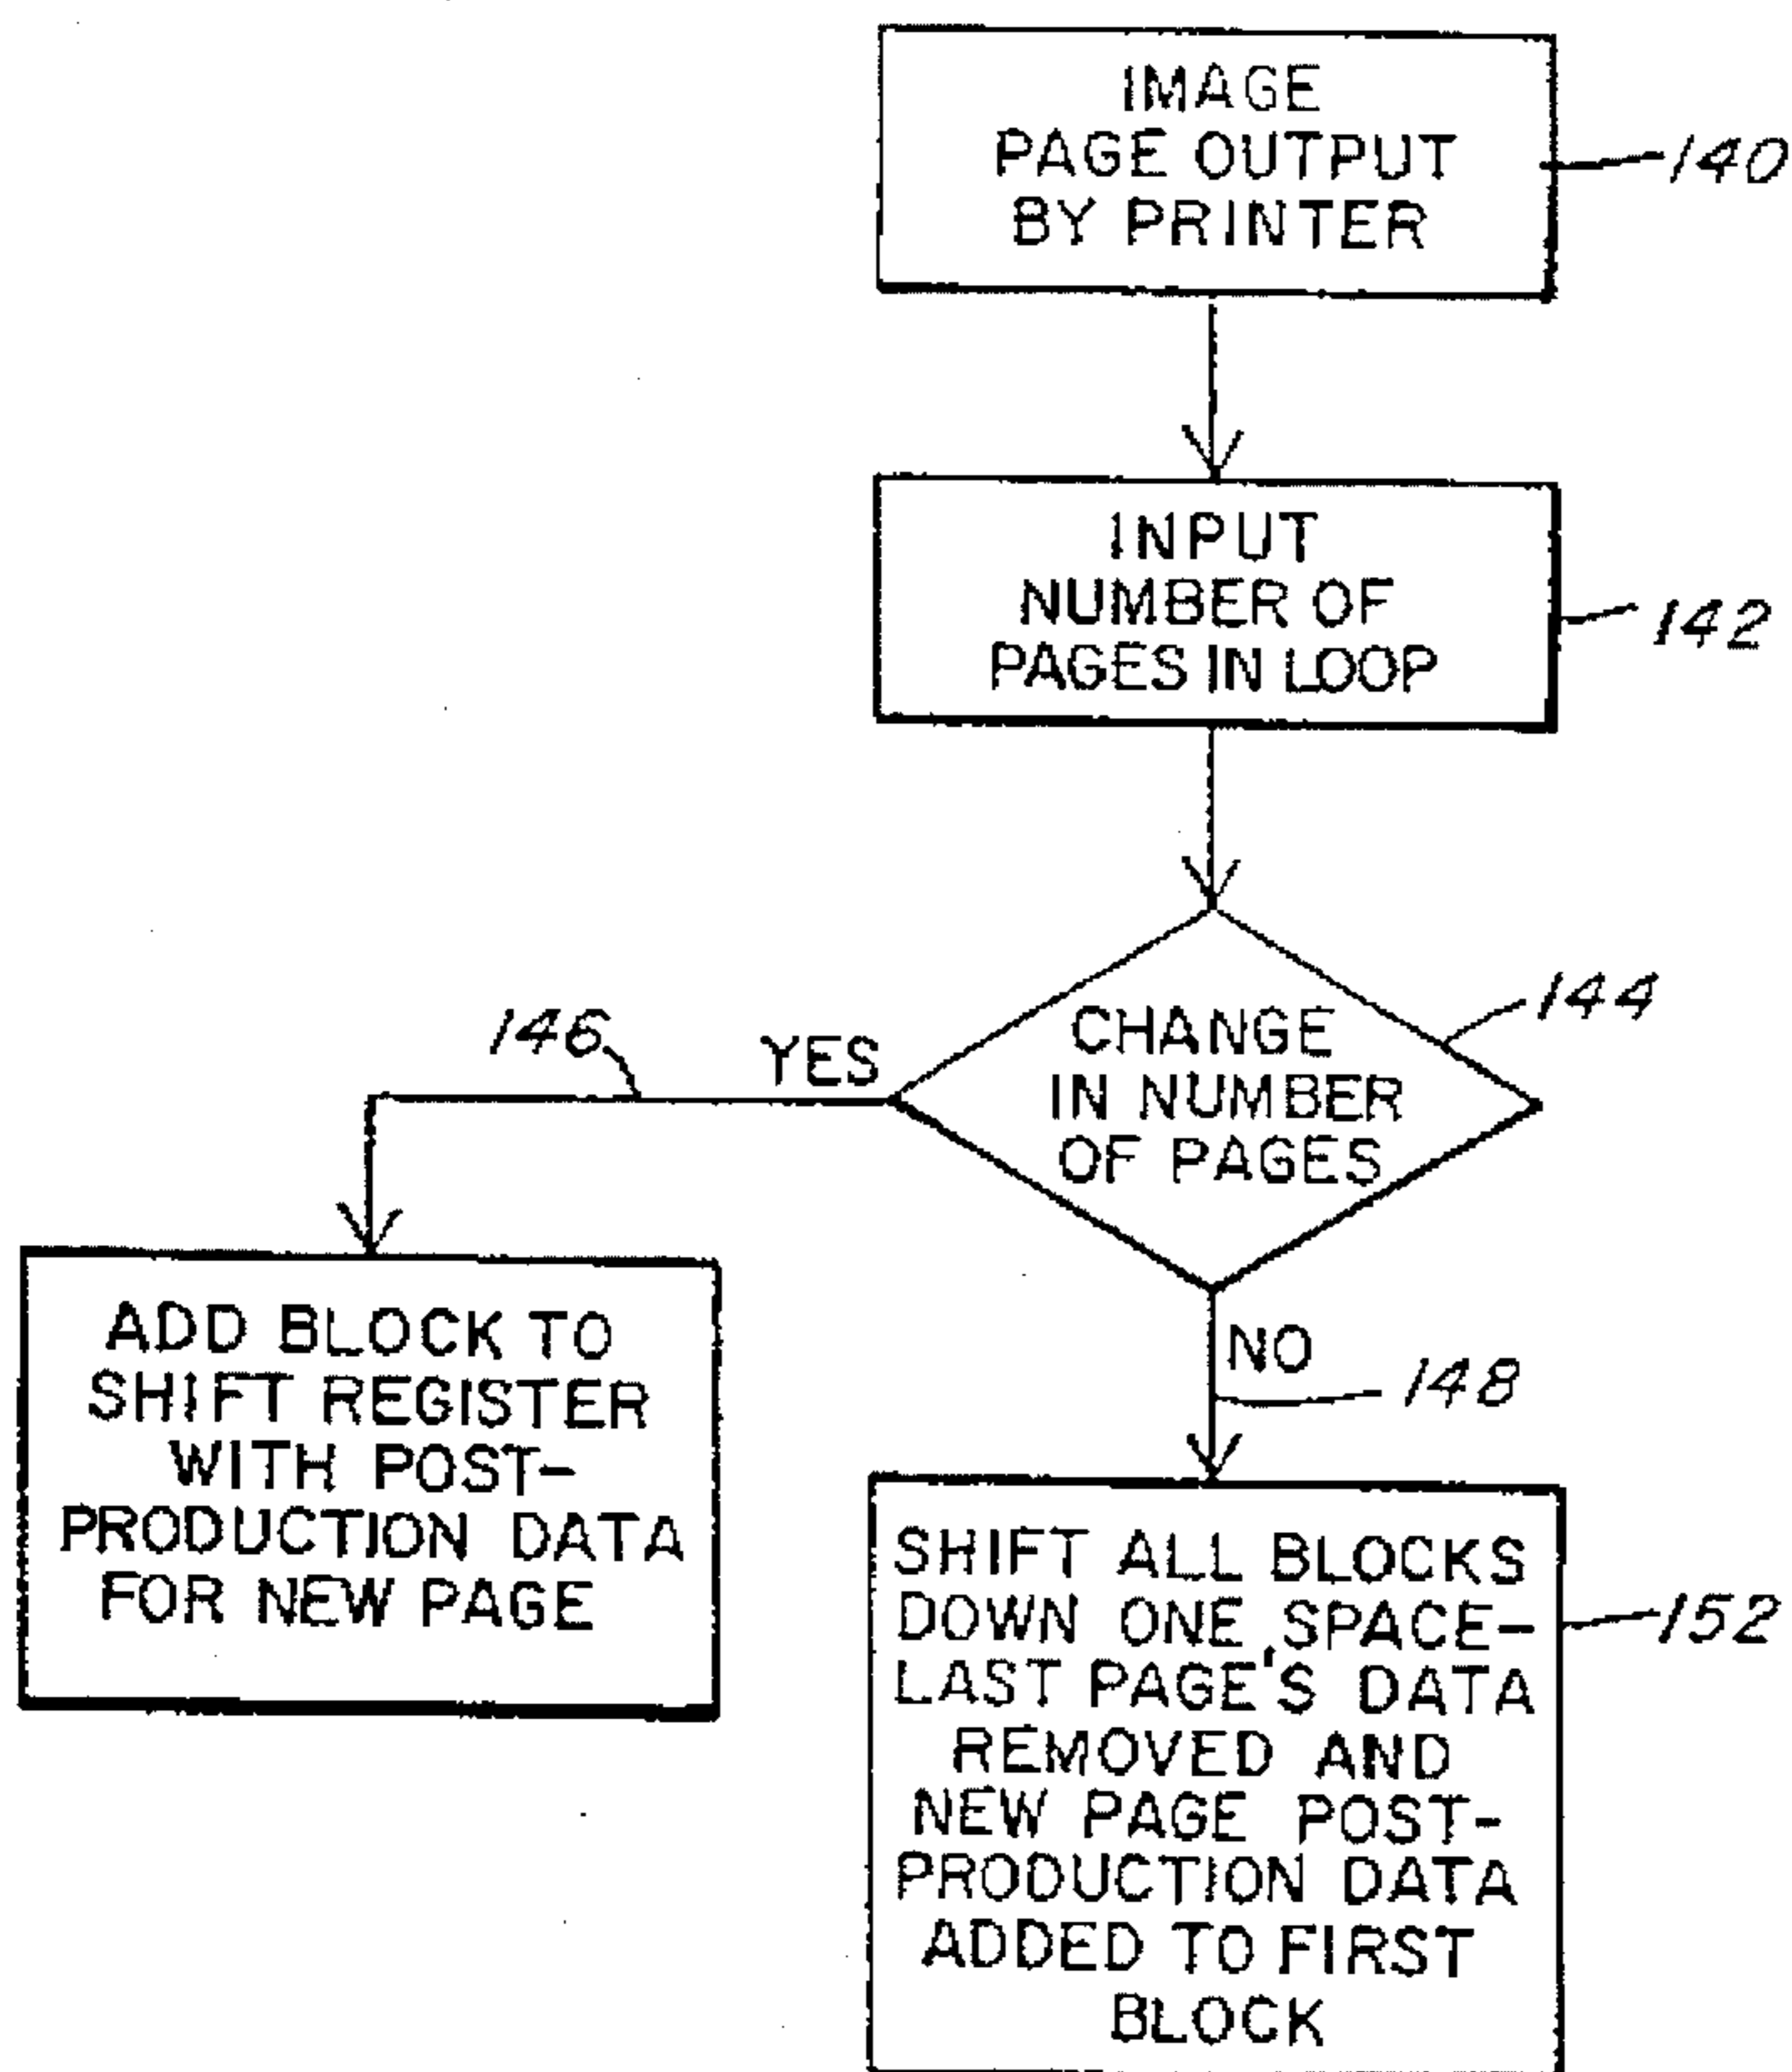 IMAGE
PAGE OUTPUT
BY PRINTER
140
INPUT
NUMBER OF
PAGES IN LOOP
142
CHANGE
IN NUMBER
OF PAGES
144
146
YES
ADD BLOCK TO
SHIFT REGISTER
WITH POST-
PRODUCTION DATA
FOR NEW PAGE
NO
148
SHIFT ALL BLOCKS
DOWN ONE SPACE-
LAST PAGE'S DATA
REMOVED AND
NEW PAGE POST-
PRODUCTION DATA
ADDED TO FIRST
BLOCK
152